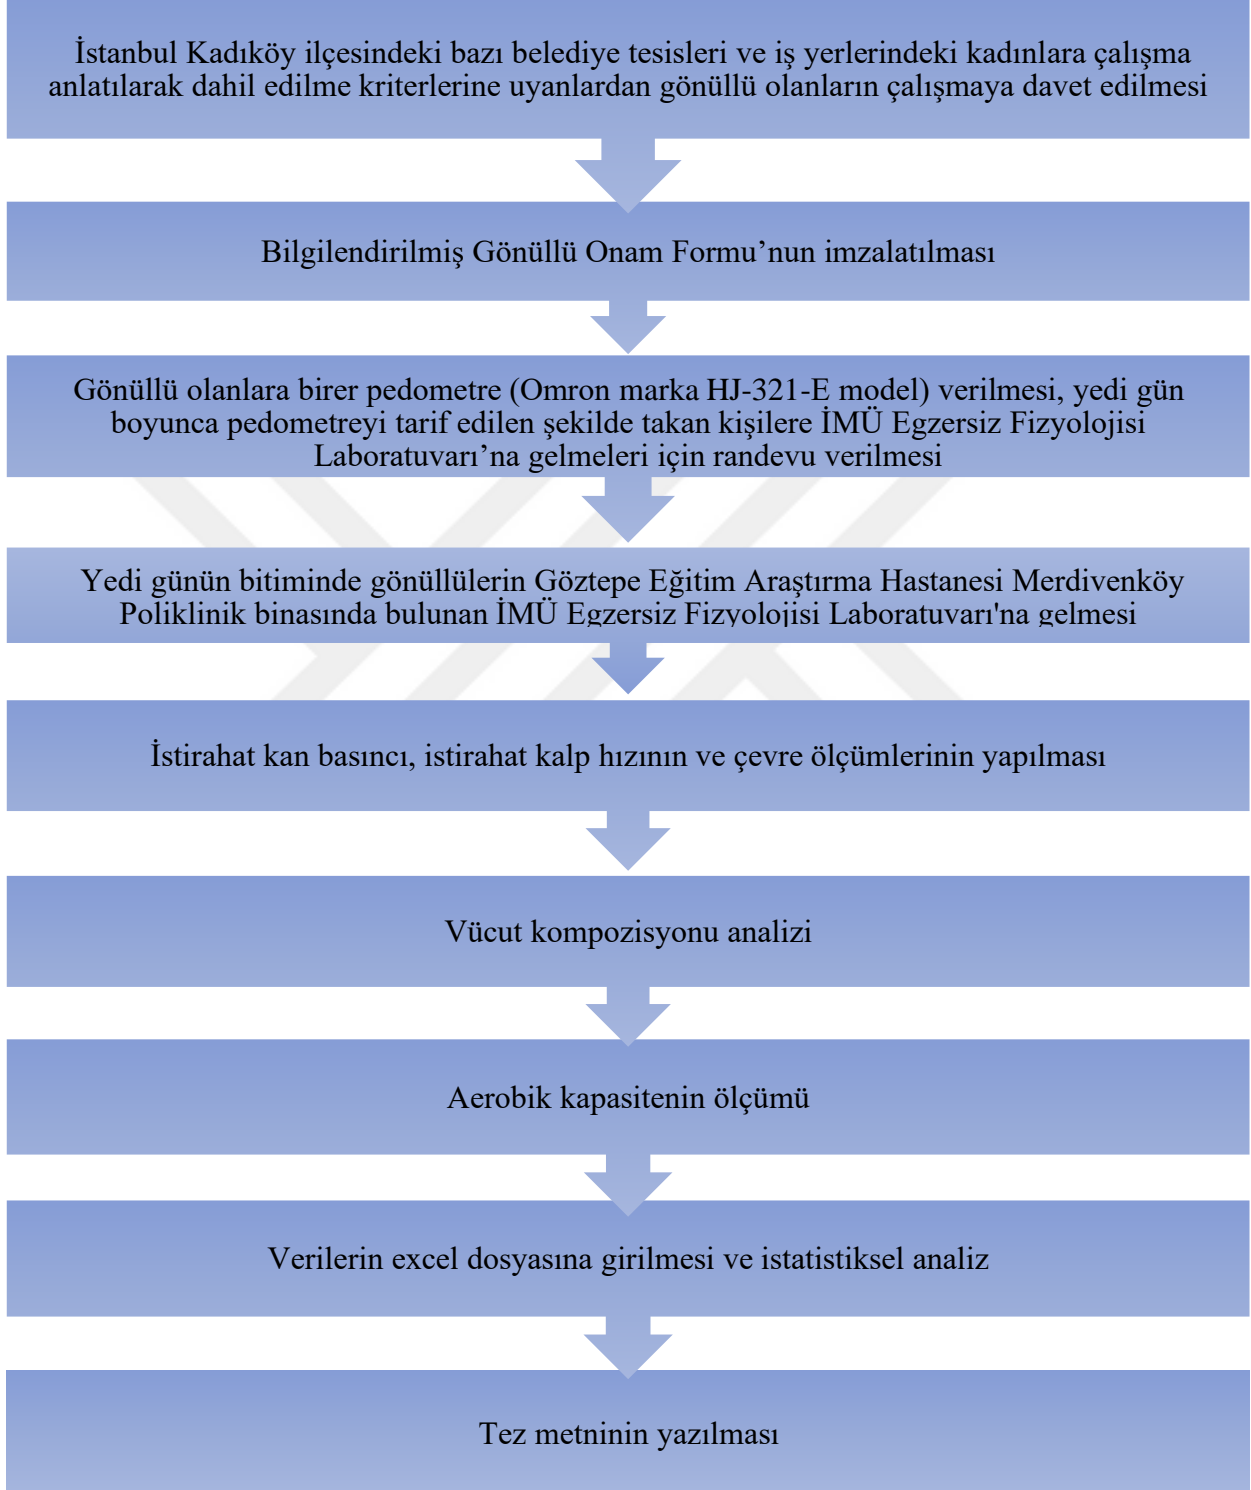 İstanbul Kadıköy ilçesindeki bazı belediye tesisleri ve iş yerlerindeki kadınlara çalışma
anlatılarak dahil edilme kriterlerine uyanlardan gönüllü olanların çalışmaya davet edilmesi
Bilgilendirilmiş Gönüllü Onam Formu’nun imzalatılması
Gönüllü olanlara birer pedometre (Omron marka HJ-321-E model) verilmesi, yedi gün
boyunca pedometreyi tarif edilen şekilde takan kişilere İMÜ Egzersiz Fizyolojisi
Laboratuvarı’na gelmeleri için randevu verilmesi
Yedi günün bitiminde gönüllülerin Göztepe Eğitim Araştırma Hastanesi Merdivenköy
Poliklinik binasında bulunan İMÜ Egzersiz Fizyolojisi Laboratuvarı'na gelmesi
İstirahat kan basıncı, istirahat kalp hızının ve çevre ölçümlerinin yapılması
Vücut kompozisyonu analizi
Aerobik kapasitenin ölçümü
Verilerin excel dosyasına girilmesi ve istatistiksel analiz
Tez metninin yazılması